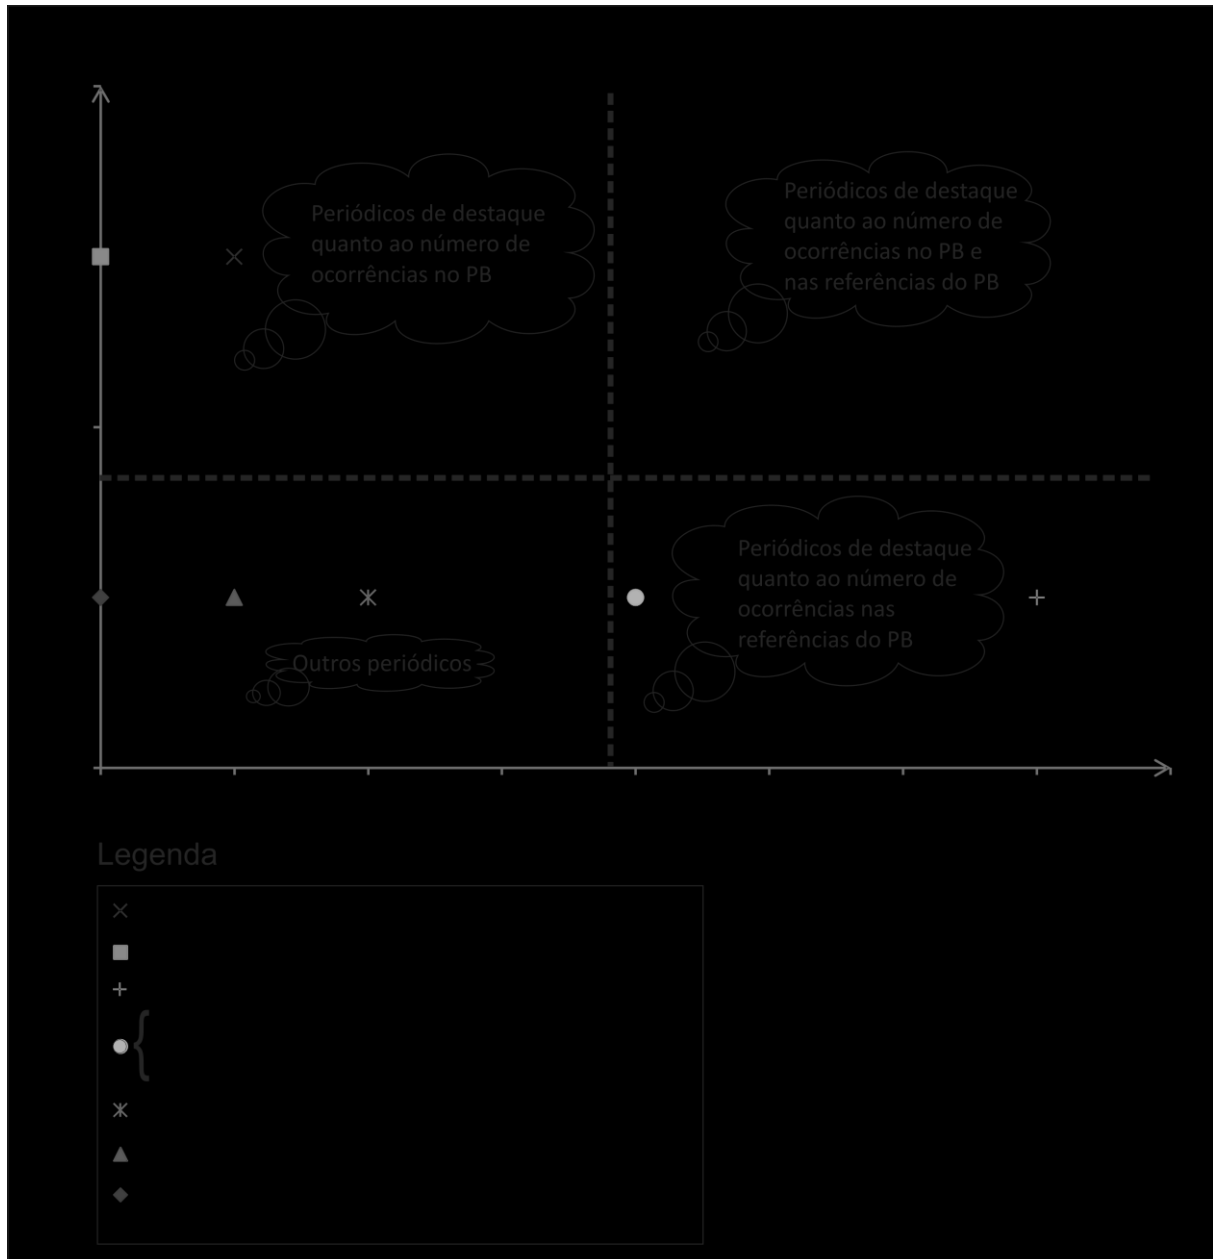 Periódicos de destaque
quanto ao número de
ocorrências no PB
Periódicos de destaque
quanto ao número de
ocorrências no PB e
nas referências do PB
Periódicos de destaque
quanto ao número de
ocorrências nas
referências do PB
Outros periódicos
Legenda